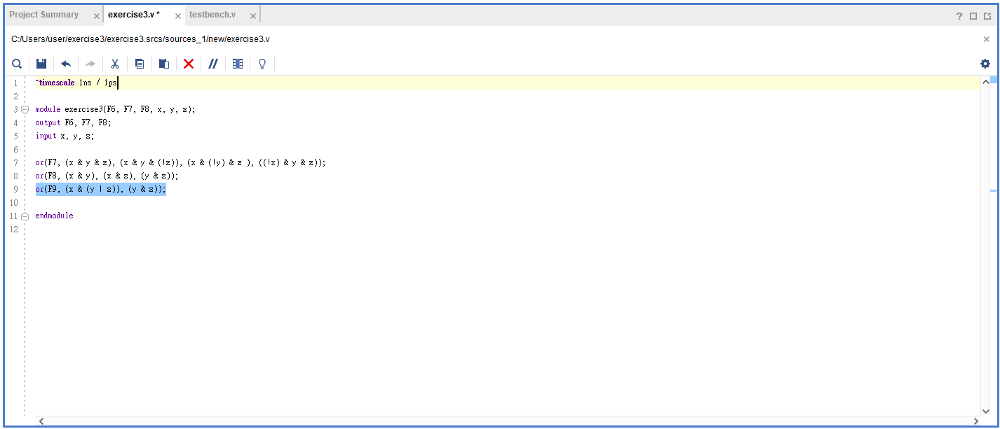 Project Summary × exercise3.v * × testbench.v ×
C:/Users/user/exercise3/exercise3.srcs/sources_1/new/exercise3.v
1 `timescale 1ns / 1ps
2
3 module exercise3(F6, F7, F8, x, y, z);
4 output F6, F7, F8;
5 input x, y, z;
6
7 or(F7, (x & y & z), (x & y & (!z)), (x & (!y) & z ), ((!x) & y & z));
8 or(F8, (x & y), (x & z), (y & z));
9 or(F9, (x & (y | z)), (y & z));
10
11 endmodule
12